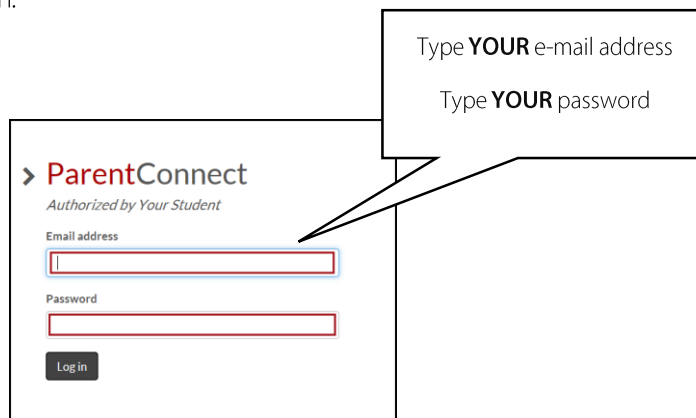 Type YOUR e-mail address
Type YOUR password
ParentConnect
Authorized by Your Student
Email address
Password
Log in